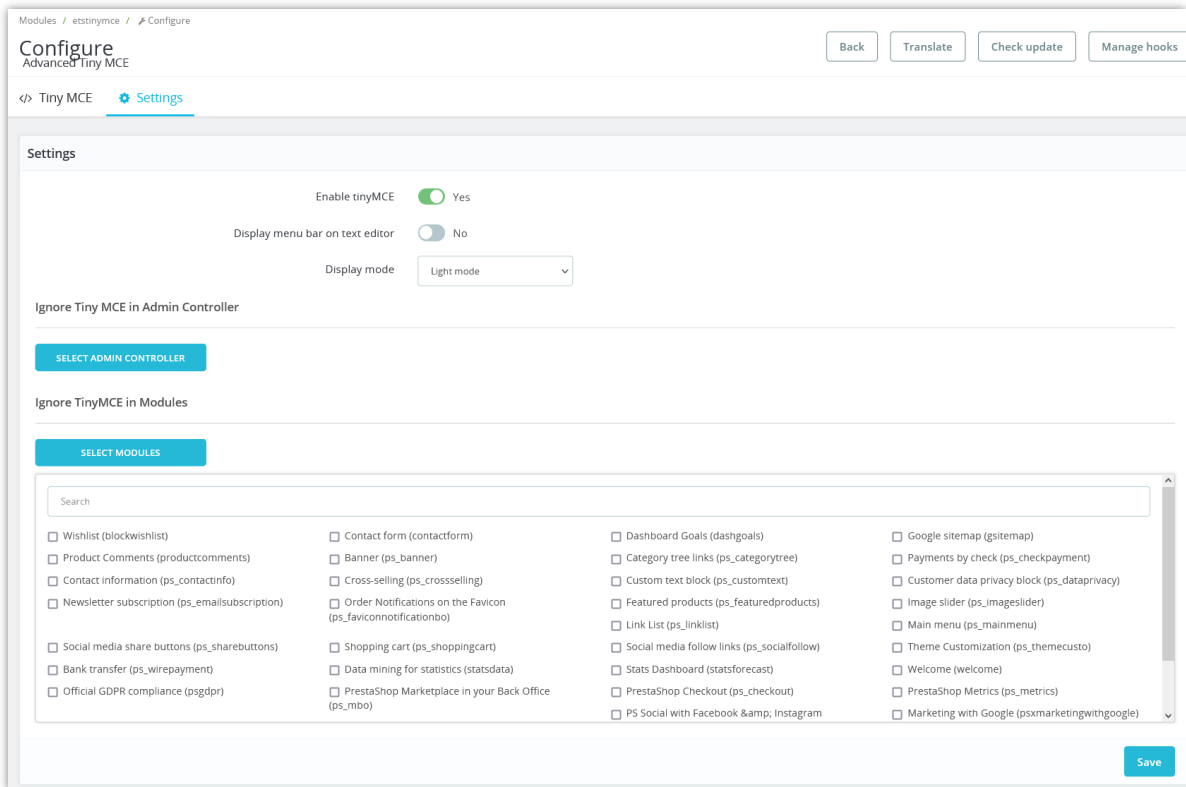 Modules / etstinymce / Configure
Configure
Advanced Tiny MCE
Back
Translate
Check update
Manage hooks
</> Tiny MCE
Settings
Settings
Enable tinyMCE
Yes
Display menu bar on text editor
No
Display mode
Light mode
Ignore Tiny MCE in Admin Controller
SELECT ADMIN CONTROLLER
Ignore TinyMCE in Modules
SELECT MODULES
Search
Wishlist (blockwishlist)
Contact form (contactform)
Dashboard Goals (dashgoals)
Google sitemap (gsitemap)
Product Comments (productcomments)
Banner (ps_banner)
Category tree links (ps_categorytree)
Payments by check (ps_checkpayment)
Contact information (ps_contactinfo)
Cross-selling (ps_crossselling)
Custom text block (ps_customtext)
Customer data privacy block (ps_dataprivacy)
Newsletter subscription (ps_emailsubscription)
Order Notifications on the Favicon
(ps_faviconnotificationbo)
Featured products (ps_featuredproducts)
Image slider (ps_imageslider)
Link List (ps_linklist)
Main menu (ps_mainmenu)
Social media share buttons (ps_sharebuttons)
Shopping cart (ps_shoppingcart)
Social media follow links (ps_socialfollow)
Theme Customization (ps_themecusto)
Bank transfer (ps_wirepayment)
Data mining for statistics (statsdata)
Stats Dashboard (statsforecast)
Welcome (welcome)
Official GDPR compliance (psgdpr)
PrestaShop Marketplace in your Back Office
(ps_mbo)
PrestaShop Checkout (ps_checkout)
PrestaShop Metrics (ps_metrics)
PS Social with Facebook &amp; Instagram
Marketing with Google (psxmarketingwithgoogle)
Save